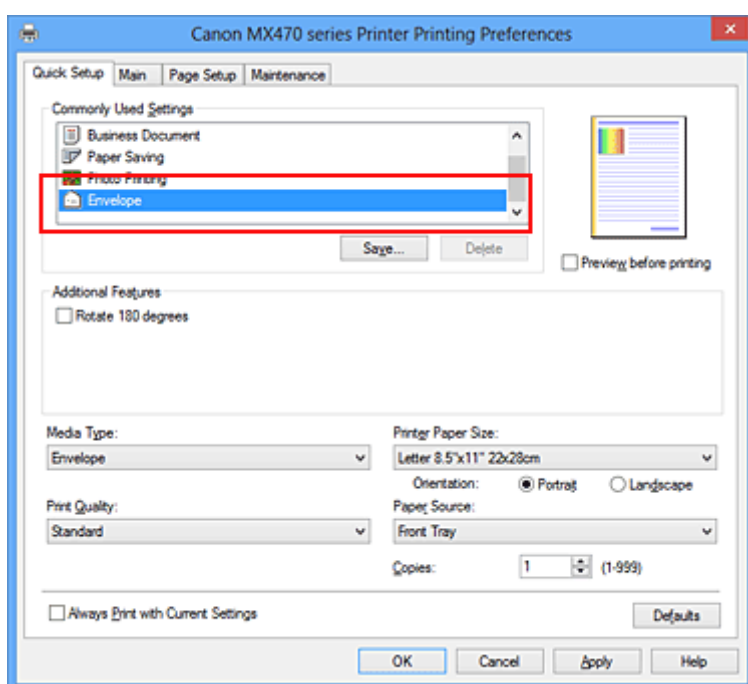 Canon MX470 series Printer Printing Preferences
Quick Setup Main Page Setup Maintenance
Commonly Used Settings
Business Document
Paper Saving
Photo Printing
Envelope
Save... Delete
Preview before printing
Additional Features
Rotate 180 degrees
Media Type:
Envelope
Printer Paper Size:
Letter 8.5"x11" 22x28cm
Orientation: Portrait Landscape
Print Quality:
Standard
Paper Source:
Front Tray
Copies: 1 (1-999)
Always Print with Current Settings
Defaults
OK Cancel Apply Help